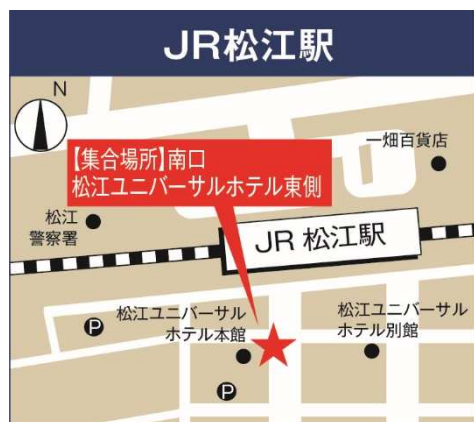 JR松江駅
N
一畑百貨店
【集合場所】南口
松江ユニバーサルホテル東側
松江
警察署
JR 松江駅
松江ユニバーサル
ホテル本館
松江ユニバーサル
ホテル別館
P
P